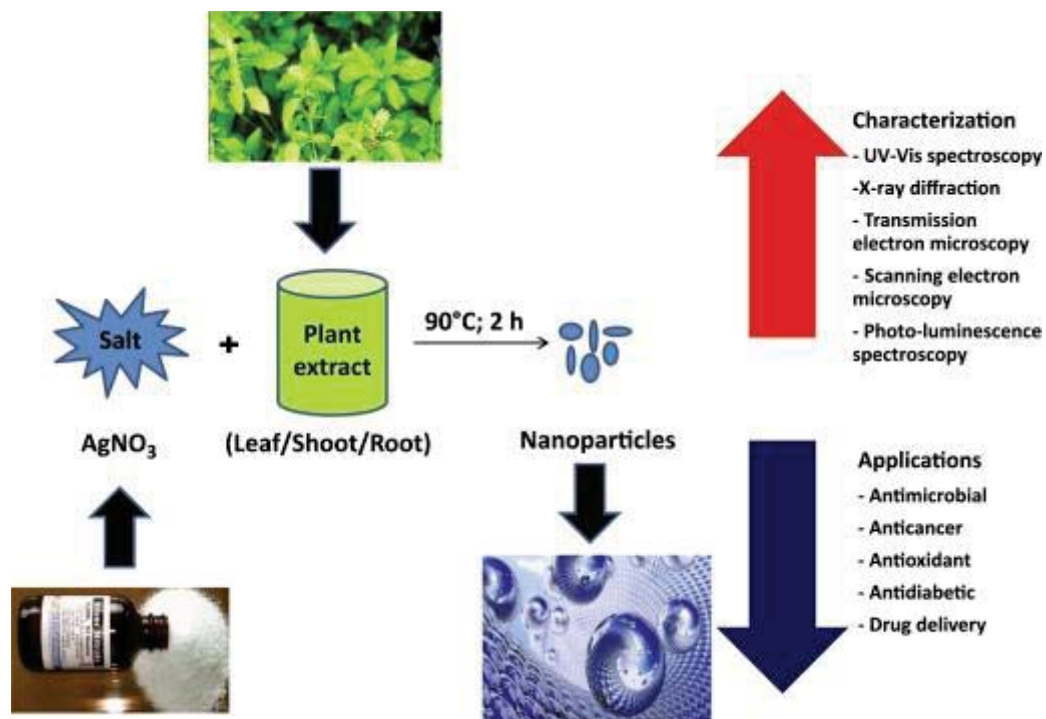 Salt
+
Plant
extract
90°C; 2 h
AgNO₃
(Leaf/Shoot/Root)
Nanoparticles
Characterization
- UV-Vis spectroscopy
-X-ray diffraction
- Transmission
electron microscopy
- Scanning electron
microscopy
- Photo-luminescence
spectroscopy
Applications
- Antimicrobial
- Anticancer
- Antioxidant
- Antidiabetic
- Drug delivery